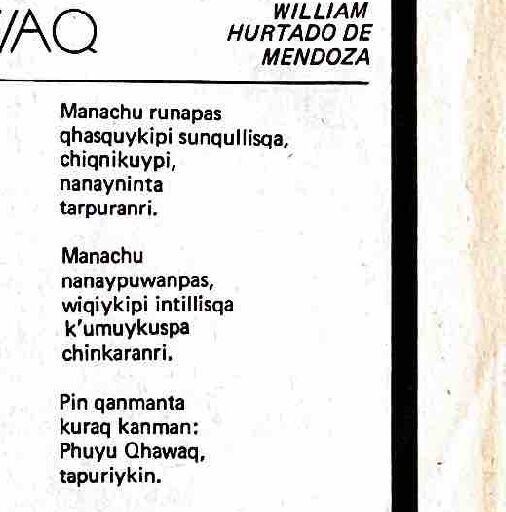 WILLIAM
HURTADO DE
MENDOZA
Manachu runapas
qhasquykipi sunqullisqa,
chiqnikuypi,
nanayninta
tarpuranri.
Manachu
nanaypuwanpas,
wiqiykipi intillisqa
k'umuykuspa
chinkaranri.
Pin qanmanta
kuraq kanman:
Phuyu Qhawaq,
tapuriykin.